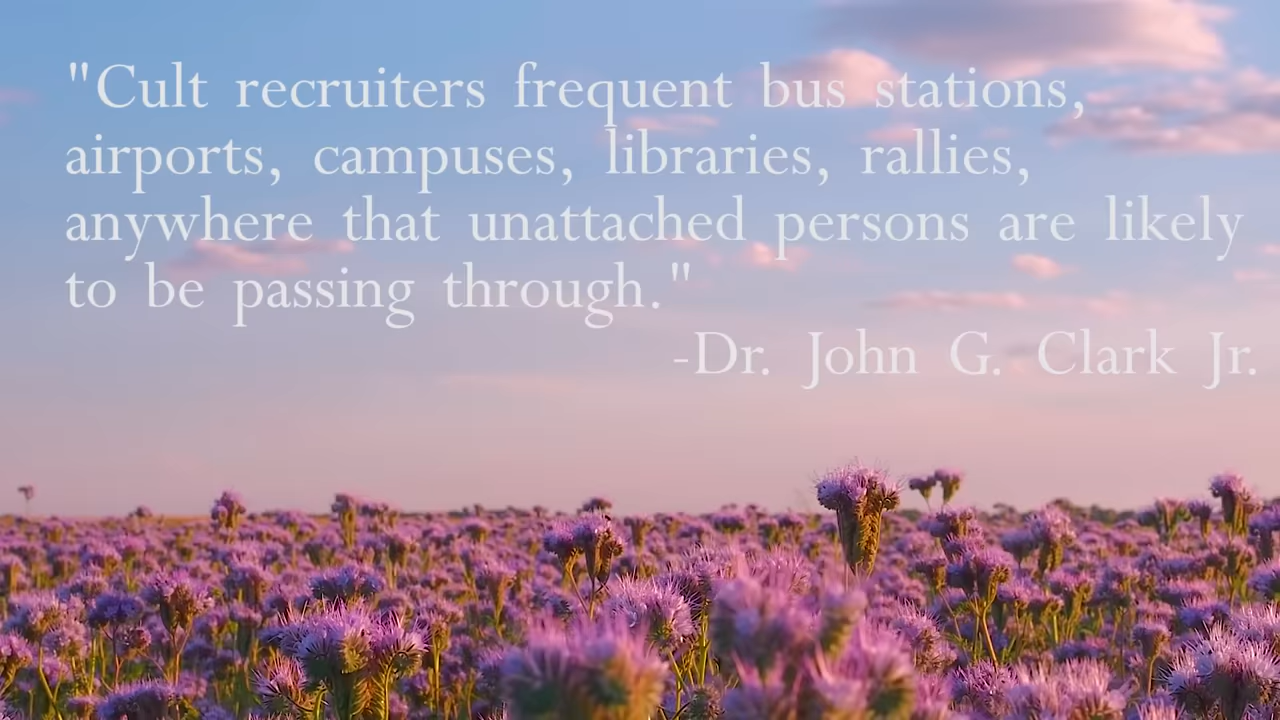 "Cult recruiters frequent bus stations,
airports, campuses, libraries, rallies,
anywhere that unattached persons are likely
to be passing through."
-Dr. John G. Clark Jr.